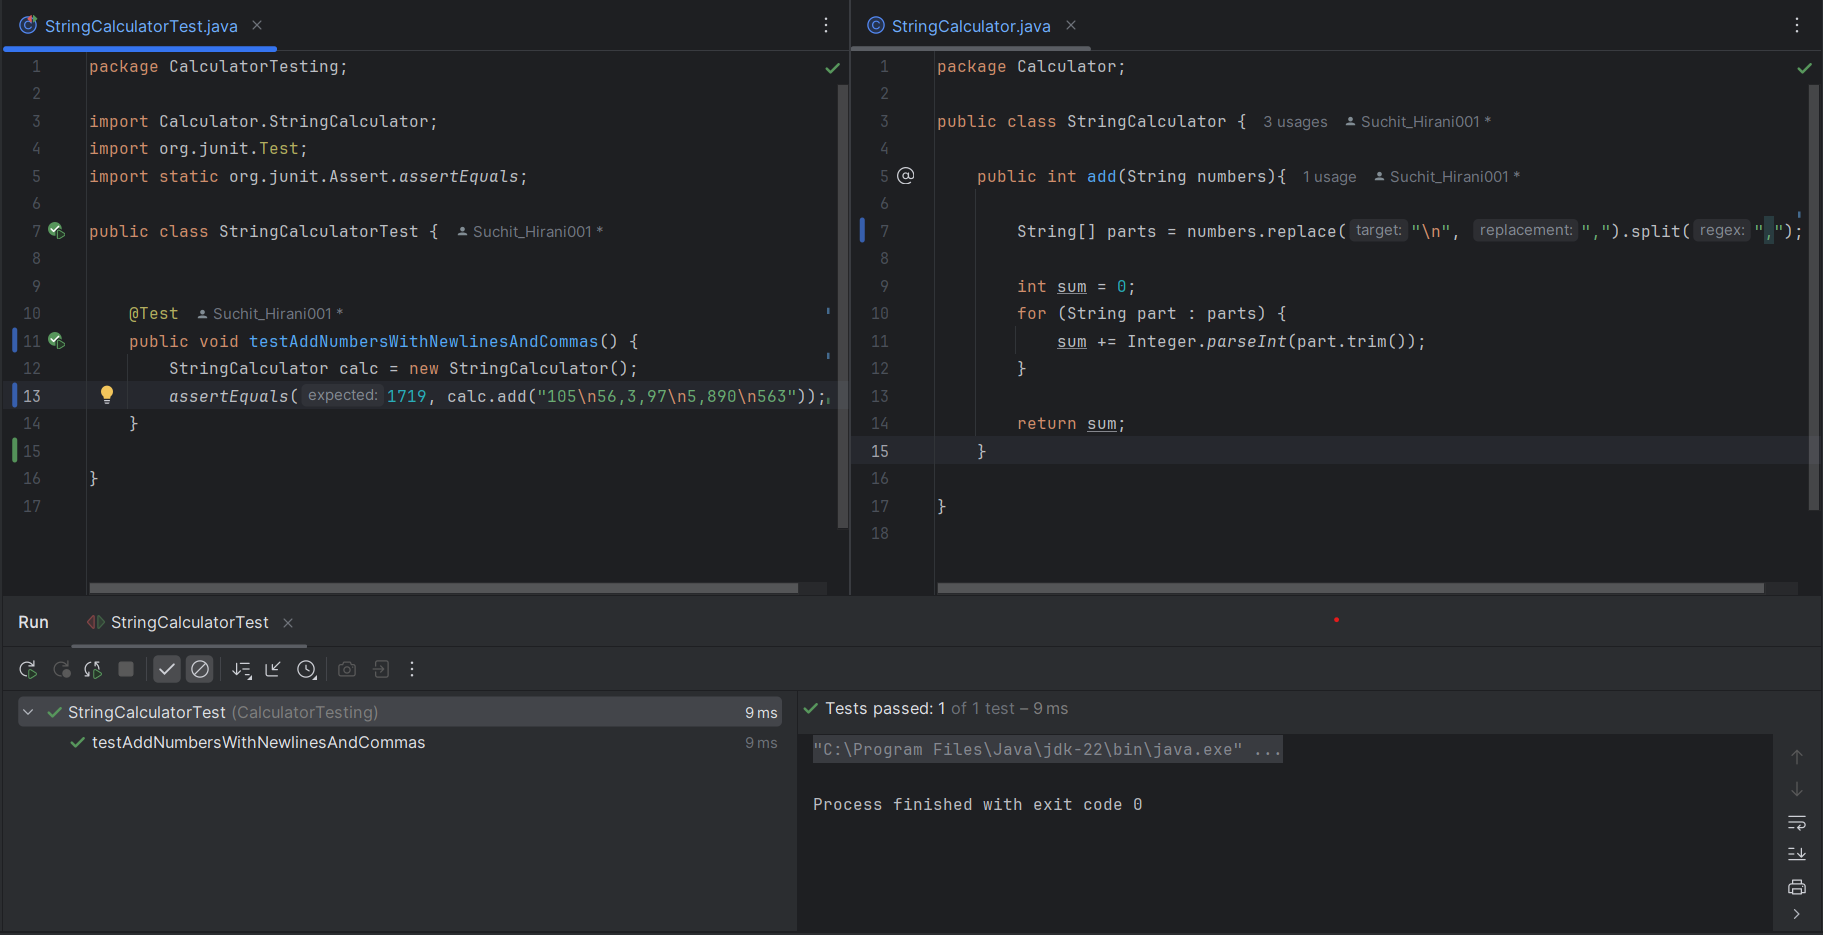 StringCalculatorTest.java
1 package CalculatorTesting;
2
3 import Calculator.StringCalculator;
4 import org.junit.Test;
5 import static org.junit.Assert.assertEquals;
6
7 public class StringCalculatorTest { Suchit_Hirani001 *
8
9
10 @Test Suchit_Hirani001 *
11 public void testAddNumbersWithNewlinesAndCommas() {
12 StringCalculator calc = new StringCalculator();
13 assertEquals( expected: 1719, calc.add("105\n56,3,97\n5,890\n563"));
14 }
15
16 }
17
StringCalculator.java
1 package Calculator;
2
3 public class StringCalculator { 3 usages Suchit_Hirani001 *
4
5 @ public int add(String numbers){ 1 usage Suchit_Hirani001 *
6
7 String[] parts = numbers.replace( target: "\n", replacement: ",").split( regex: ",");
8
9 int sum = 0;
10 for (String part : parts) {
11 sum += Integer.parseInt(part.trim());
12 }
13
14 return sum;
15 }
16
17 }
18
Run StringCalculatorTest
StringCalculatorTest (CalculatorTesting) 9 ms
testAddNumbersWithNewlinesAndCommas 9 ms
Tests passed: 1 of 1 test – 9 ms
"C:\Program Files\Java\jdk-22\bin\java.exe" ...
Process finished with exit code 0